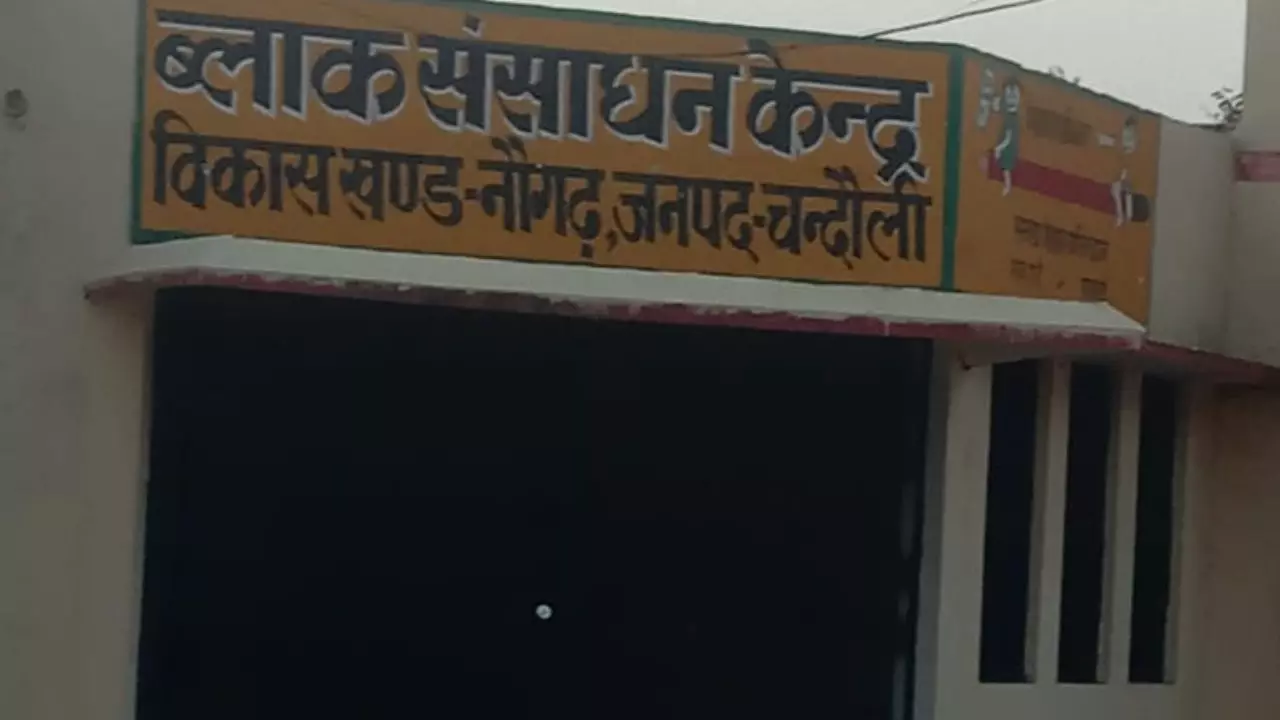 ब्लाक संसाधन केन्द्र
विकास खण्ड-नौगढ़,जनपद-चन्दौली